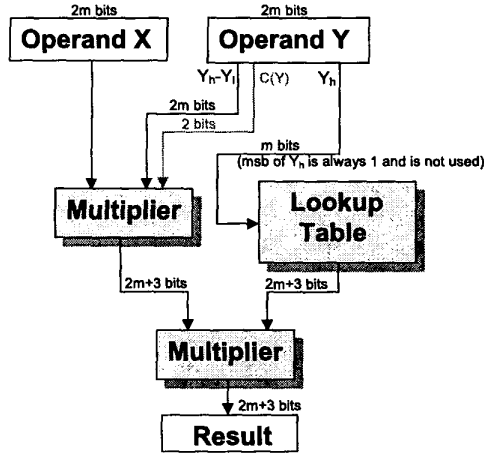 2m bits
2m bits
Operand X
Operand Y
Yh-Yl
C(Y)
Yh
2m bits
2 bits
m bits
(msb of Yh is always 1 and is not used)
Multiplier
Lookup
Table
2m+3 bits
2m+3 bits
Multiplier
2m+3 bits
Result